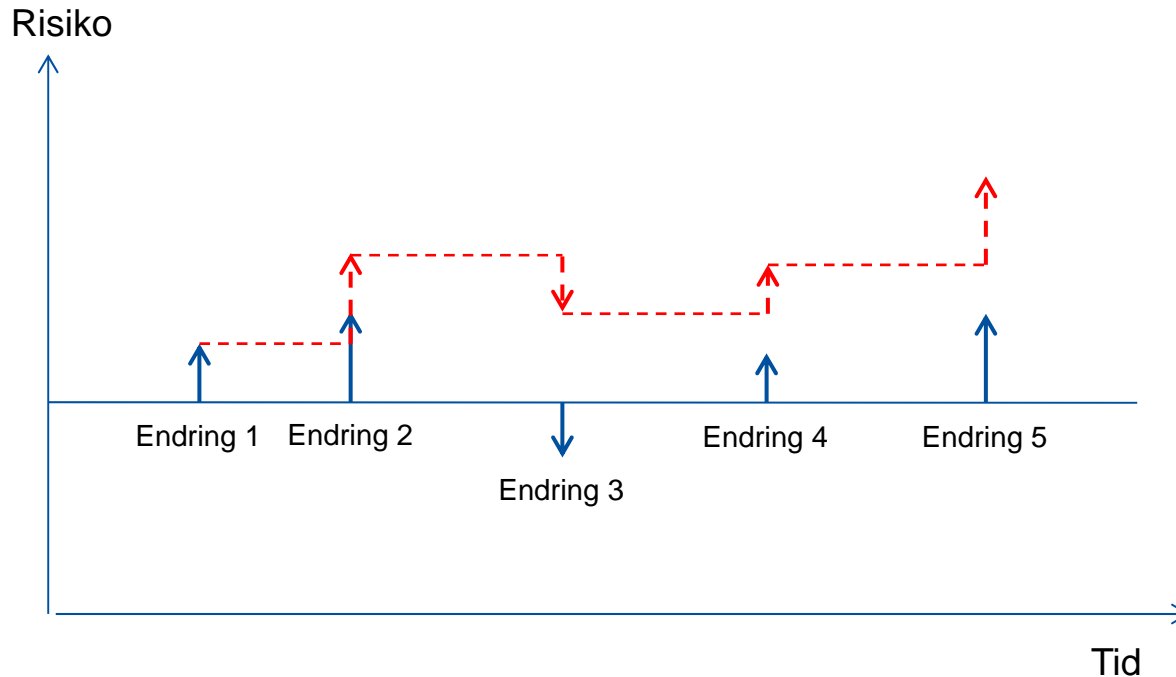 Risiko
Endring 1
Endring 2
Endring 3
Endring 4
Endring 5
Tid